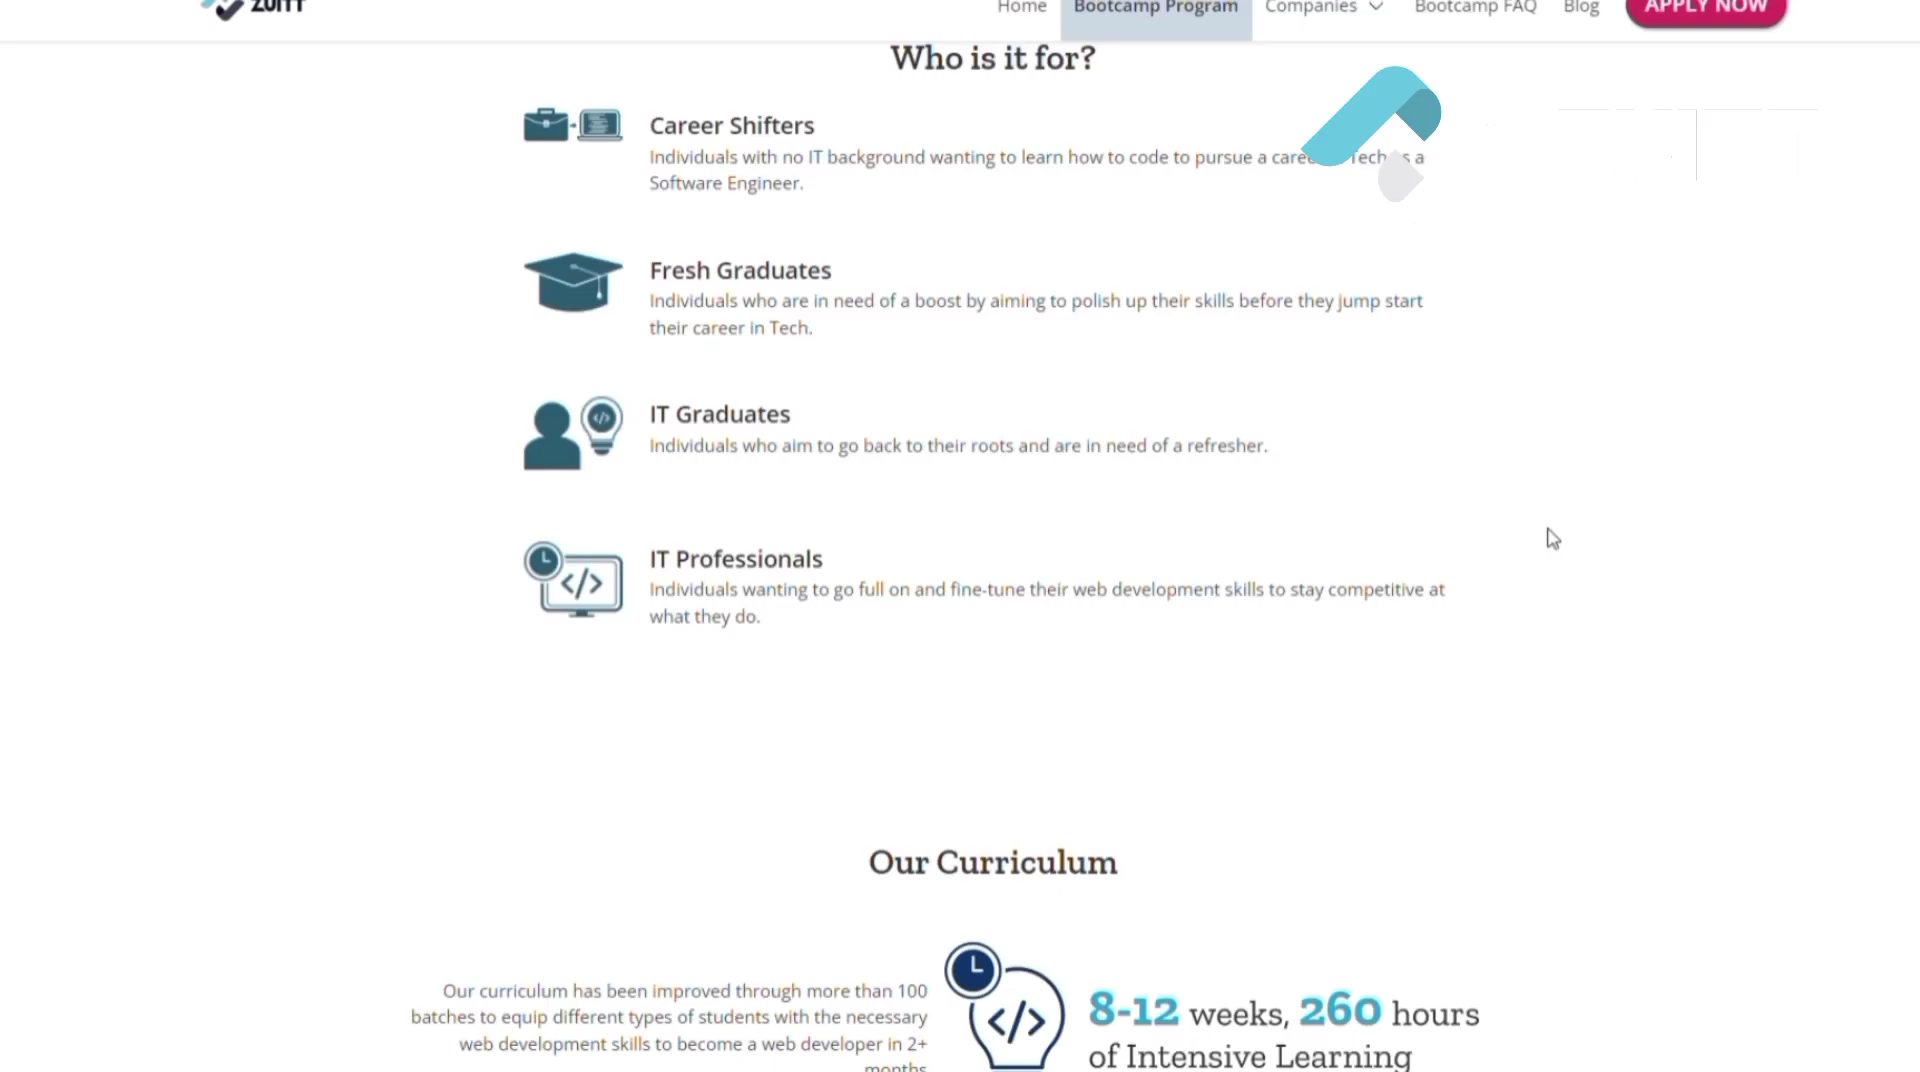 Zuitt
Home Bootcamp Program Companies Bootcamp FAQ Blog APPLY NOW
Who is it for?
Career Shifters
Individuals with no IT background wanting to learn how to code to pursue a Tech a
Software Engineer.
Fresh Graduates
Individuals who are in need of a boost by aiming to polish up their skills before they jump start
their career in Tech.
IT Graduates
Individuals who aim to go back to their roots and are in need of a refresher.
IT Professionals
Individuals wanting to go full on and fine-tune their web development skills to stay competitive at
what they do.
Our Curriculum
Our curriculum has been improved through more than 100
batches to equip different types of students with the necessary
web development skills to become a web developer in 2+
months
8-12 weeks, 260 hours
of Intensive Learning